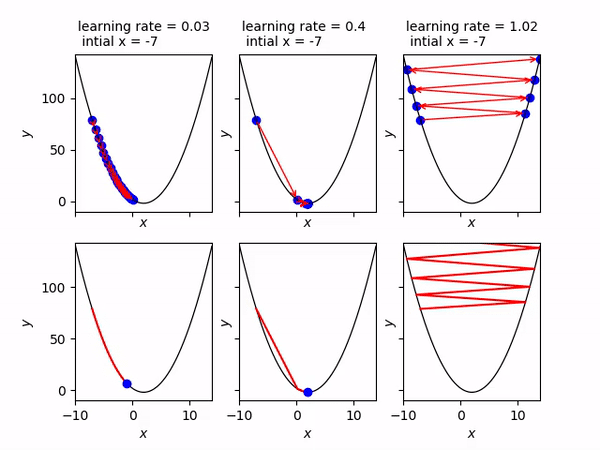 learning rate = 0.03
intial x = -7
learning rate = 0.4
intial x = -7
learning rate = 1.02
intial x = -7
y
100
50
0
x
y
x
y
x
y
100
50
0
−10
0
10
x
y
−10
0
10
x
y
−10
0
10
x